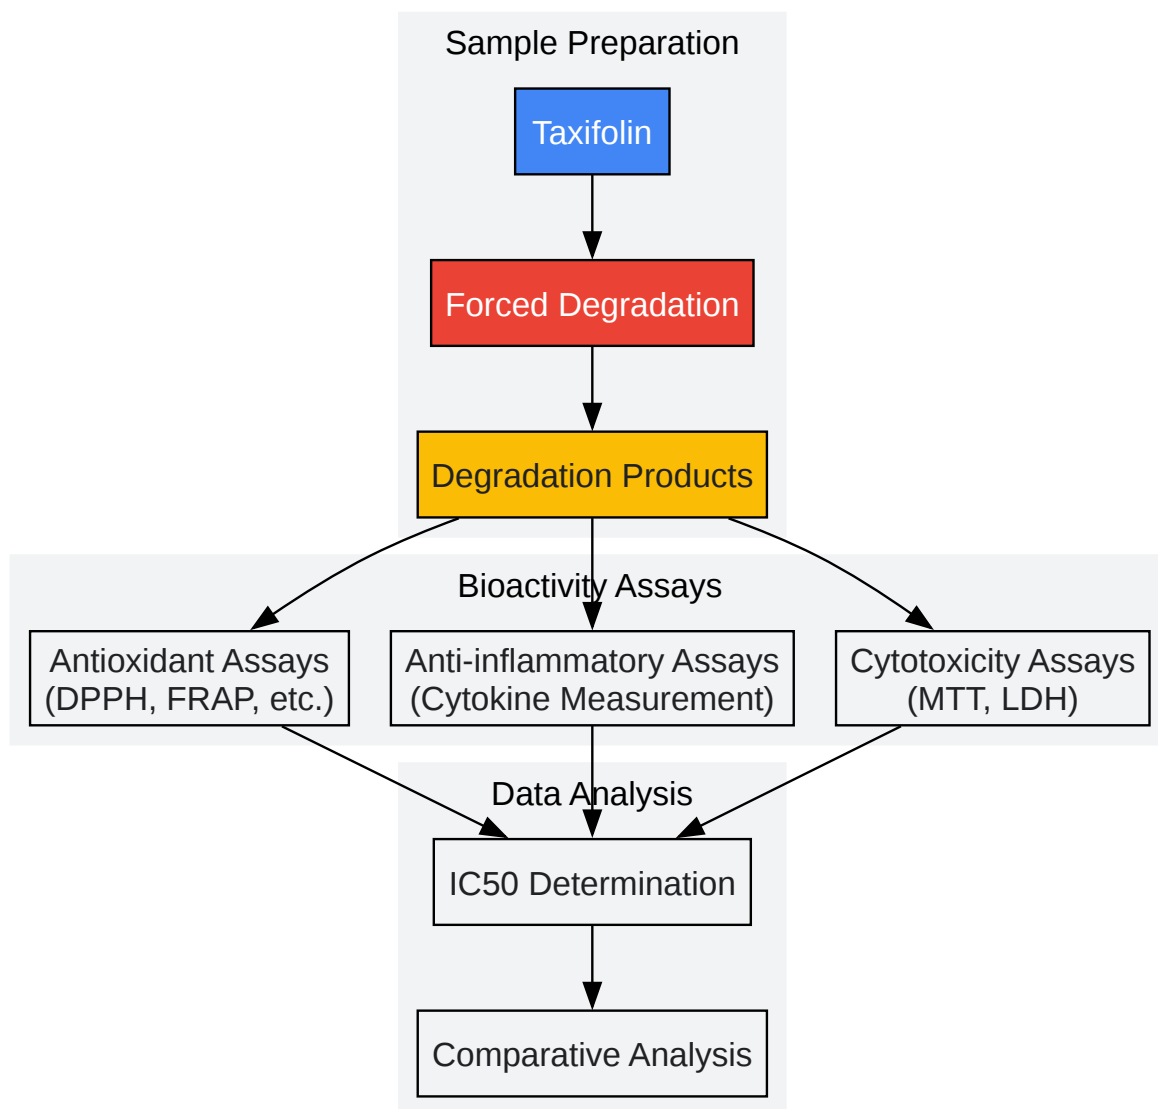 Sample Preparation
Taxifolin
Forced Degradation
Degradation Products
Bioactivity Assays
Antioxidant Assays
(DPPH, FRAP, etc.)
Anti-inflammatory Assays
(Cytokine Measurement)
Cytotoxicity Assays
(MTT, LDH)
Data Analysis
IC50 Determination
Comparative Analysis